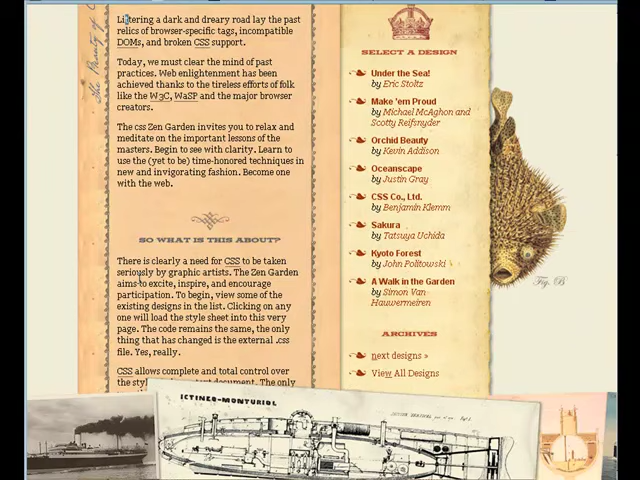 The Beauty of C
Littering a dark and dreary road lay the past
relics of browser-specific tags, incompatible
DOMs, and broken CSS support.
Today, we must clear the mind of past
practices. Web enlightenment has been
achieved thanks to the tireless efforts of folk
like the W3C, WaSP and the major browser
creators.
The css Zen Garden invites you to relax and
meditate on the important lessons of the
masters. Begin to see with clarity. Learn to
use the (yet to be) time-honored techniques in
new and invigorating fashion. Become one
with the web.
SO WHAT IS THIS ABOUT?
There is clearly a need for CSS to be taken
seriously by graphic artists. The Zen Garden
aims to excite, inspire, and encourage
participation. To begin, view some of the
existing designs in the list. Clicking on any
one will load the style sheet into this very
page. The code remains the same, the only
thing that has changed is the external .css
file. Yes, really.
CSS allows complete and total control over
the
document. The only
SELECT A DESIGN
Under the Sea!
by Eric Stoltz
Make 'em Proud
by Michael McAghon and
Scotty Reifsnyder
Orchid Beauty
by Kevin Addison
Oceanscape
by Justin Gray
CSS Co., Ltd.
by Benjamin Klemm
Sakura
by Tatsuya Uchida
Kyoto Forest
by John Politowski
A Walk in the Garden
by Simon Van
Hauwermeiren
ARCHIVES
next designs »
View All Designs
Fig. B
ICTINEO-MONTURIOL